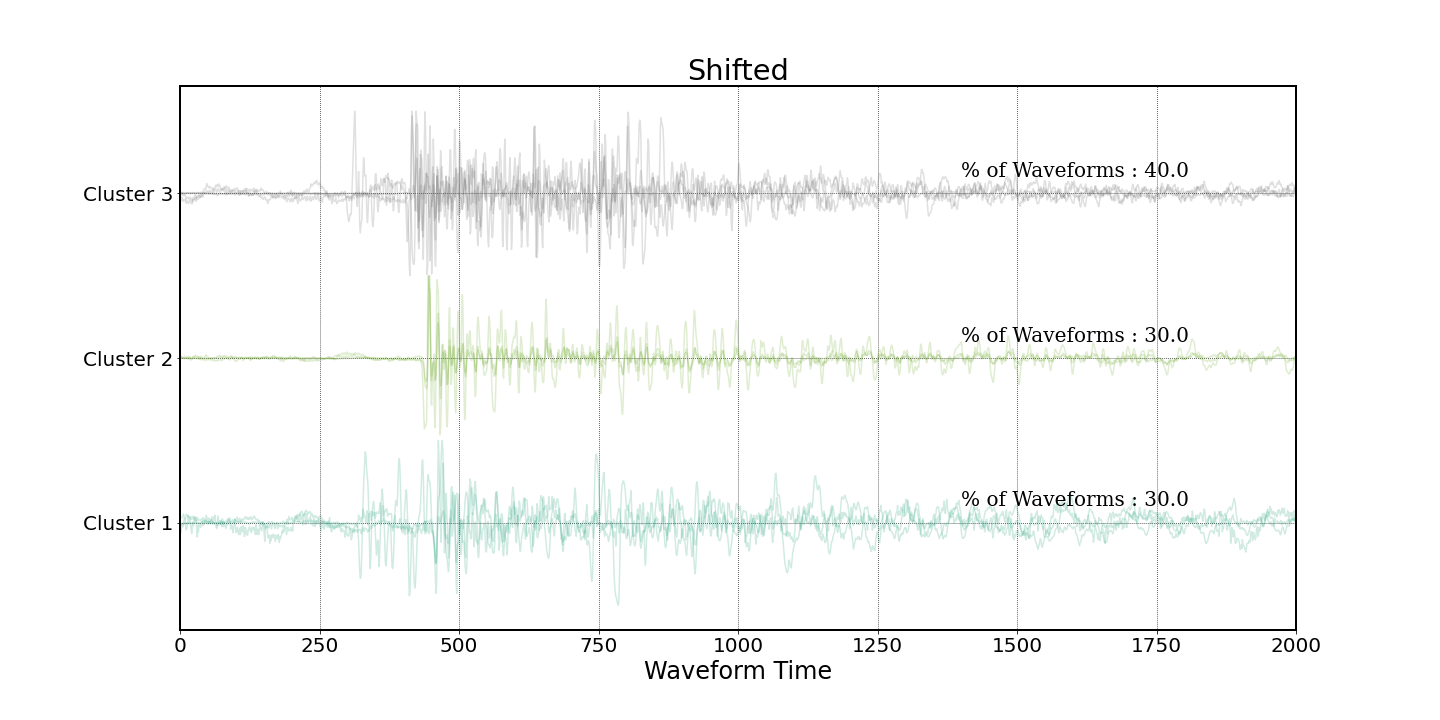 Shifted
Cluster 3
% of Waveforms : 40.0
Cluster 2
% of Waveforms : 30.0
Cluster 1
% of Waveforms : 30.0
0 250 500 750 1000 1250 1500 1750 2000
Waveform Time